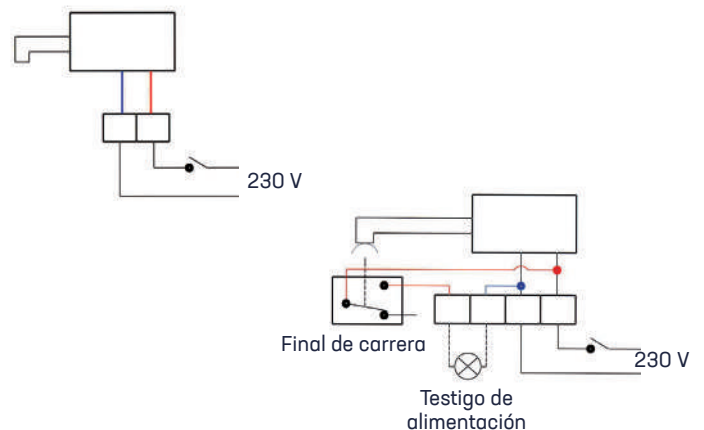 230 V
Final de carrera
230 V
Testigo de
alimentación